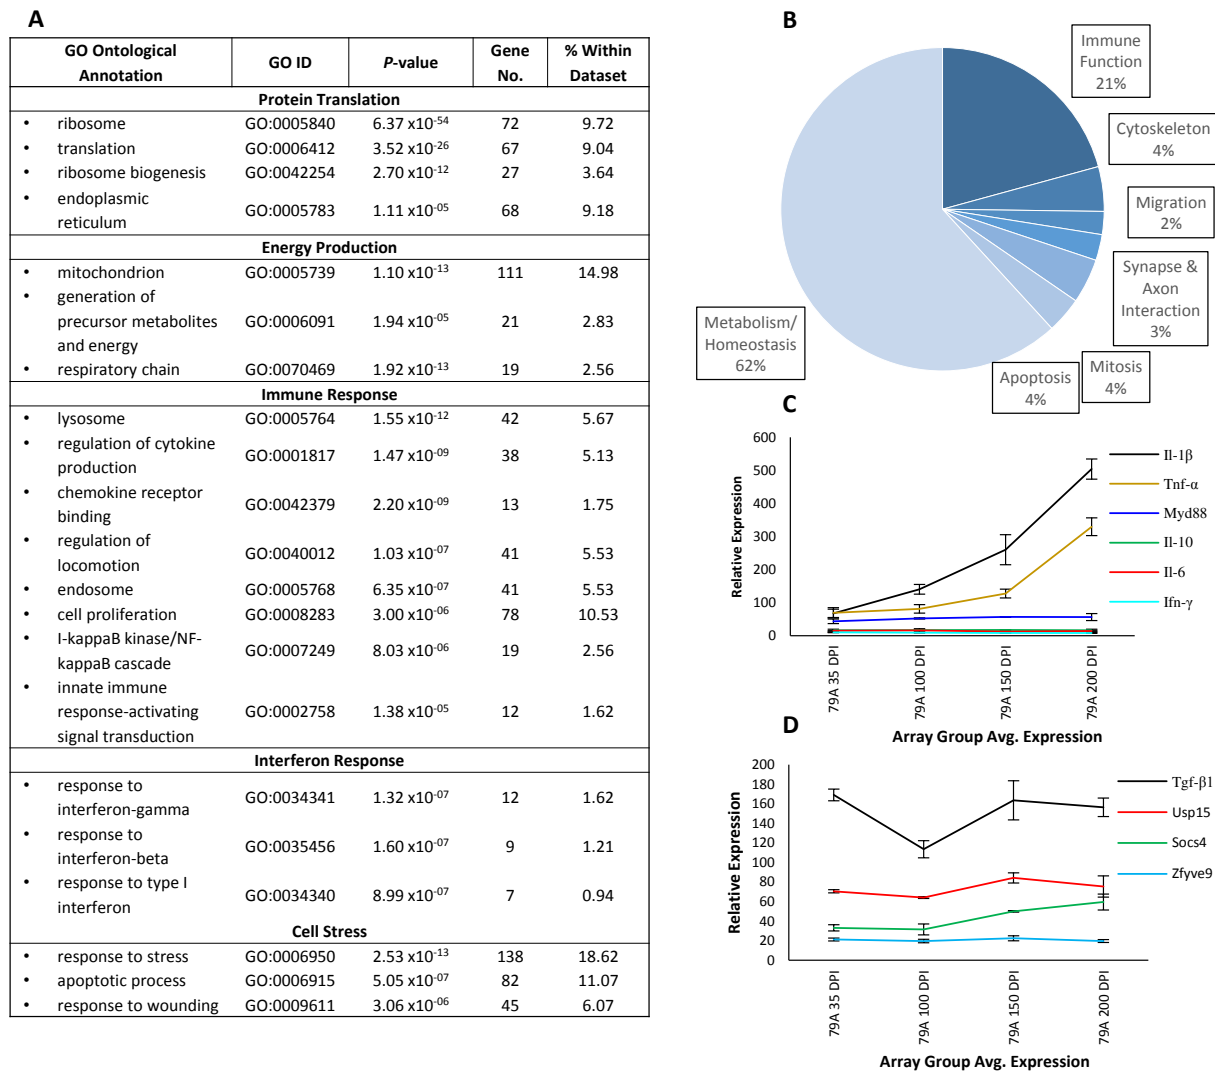 A
GO Ontological Annotation | GO ID | P-value | Gene No. | % Within Dataset
Protein Translation
• ribosome GO:0005840 6.37 x10-54 72 9.72
• translation GO:0006412 3.52 x10-26 67 9.04
• ribosome biogenesis GO:0042254 2.70 x10-12 27 3.64
• endoplasmic
reticulum GO:0005783 1.11 x10-05 68 9.18
Energy Production
• mitochondrion GO:0005739 1.10 x10-13 111 14.98
• generation of
precursor metabolites GO:0006091 1.94 x10-05 21 2.83
and energy
• respiratory chain GO:0070469 1.92 x10-13 19 2.56
Immune Response
• lysosome GO:0005764 1.55 x10-12 42 5.67
• regulation of cytokine
production GO:0001817 1.47 x10-09 38 5.13
• chemokine receptor
binding GO:0042379 2.20 x10-09 13 1.75
• regulation of
locomotion GO:0040012 1.03 x10-07 41 5.53
• endosome GO:0005768 6.35 x10-07 41 5.53
• cell proliferation GO:0008283 3.00 x10-06 78 10.53
• I-kappaB kinase/NF-
kappaB cascade GO:0007249 8.03 x10-06 19 2.56
• innate immune
response-activating GO:0002758 1.38 x10-05 12 1.62
signal transduction
Interferon Response
• response to
interferon-gamma GO:0034341 1.32 x10-07 12 1.62
• response to
interferon-beta GO:0035456 1.60 x10-07 9 1.21
• response to type I
interferon GO:0034340 8.99 x10-07 7 0.94
Cell Stress
• response to stress GO:0006950 2.53 x10-13 138 18.62
• apoptotic process GO:0006915 5.05 x10-07 82 11.07
• response to wounding GO:0009611 3.06 x10-06 45 6.07
B
Immune
Function
21%
Cytoskeleton
4%
Migration
2%
Synapse &
Axon
Interaction
3%
Mitosis
4%
Apoptosis
4%
Metabolism/
Homeostasis
62%
C
Relative Expression
600
500
400
300
200
100
0
79A 35 DPI
79A 100 DPI
79A 150 DPI
79A 200 DPI
Array Group Avg. Expression
Il-1β
Tnf-α
Myd88
Il-10
Il-6
Ifn-γ
D
Relative Expression
200
180
160
140
120
100
80
60
40
20
0
79A 35 DPI
79A 100 DPI
79A 150 DPI
79A 200 DPI
Array Group Avg. Expression
Tgf-β1
Usp15
Socs4
Zfyve9